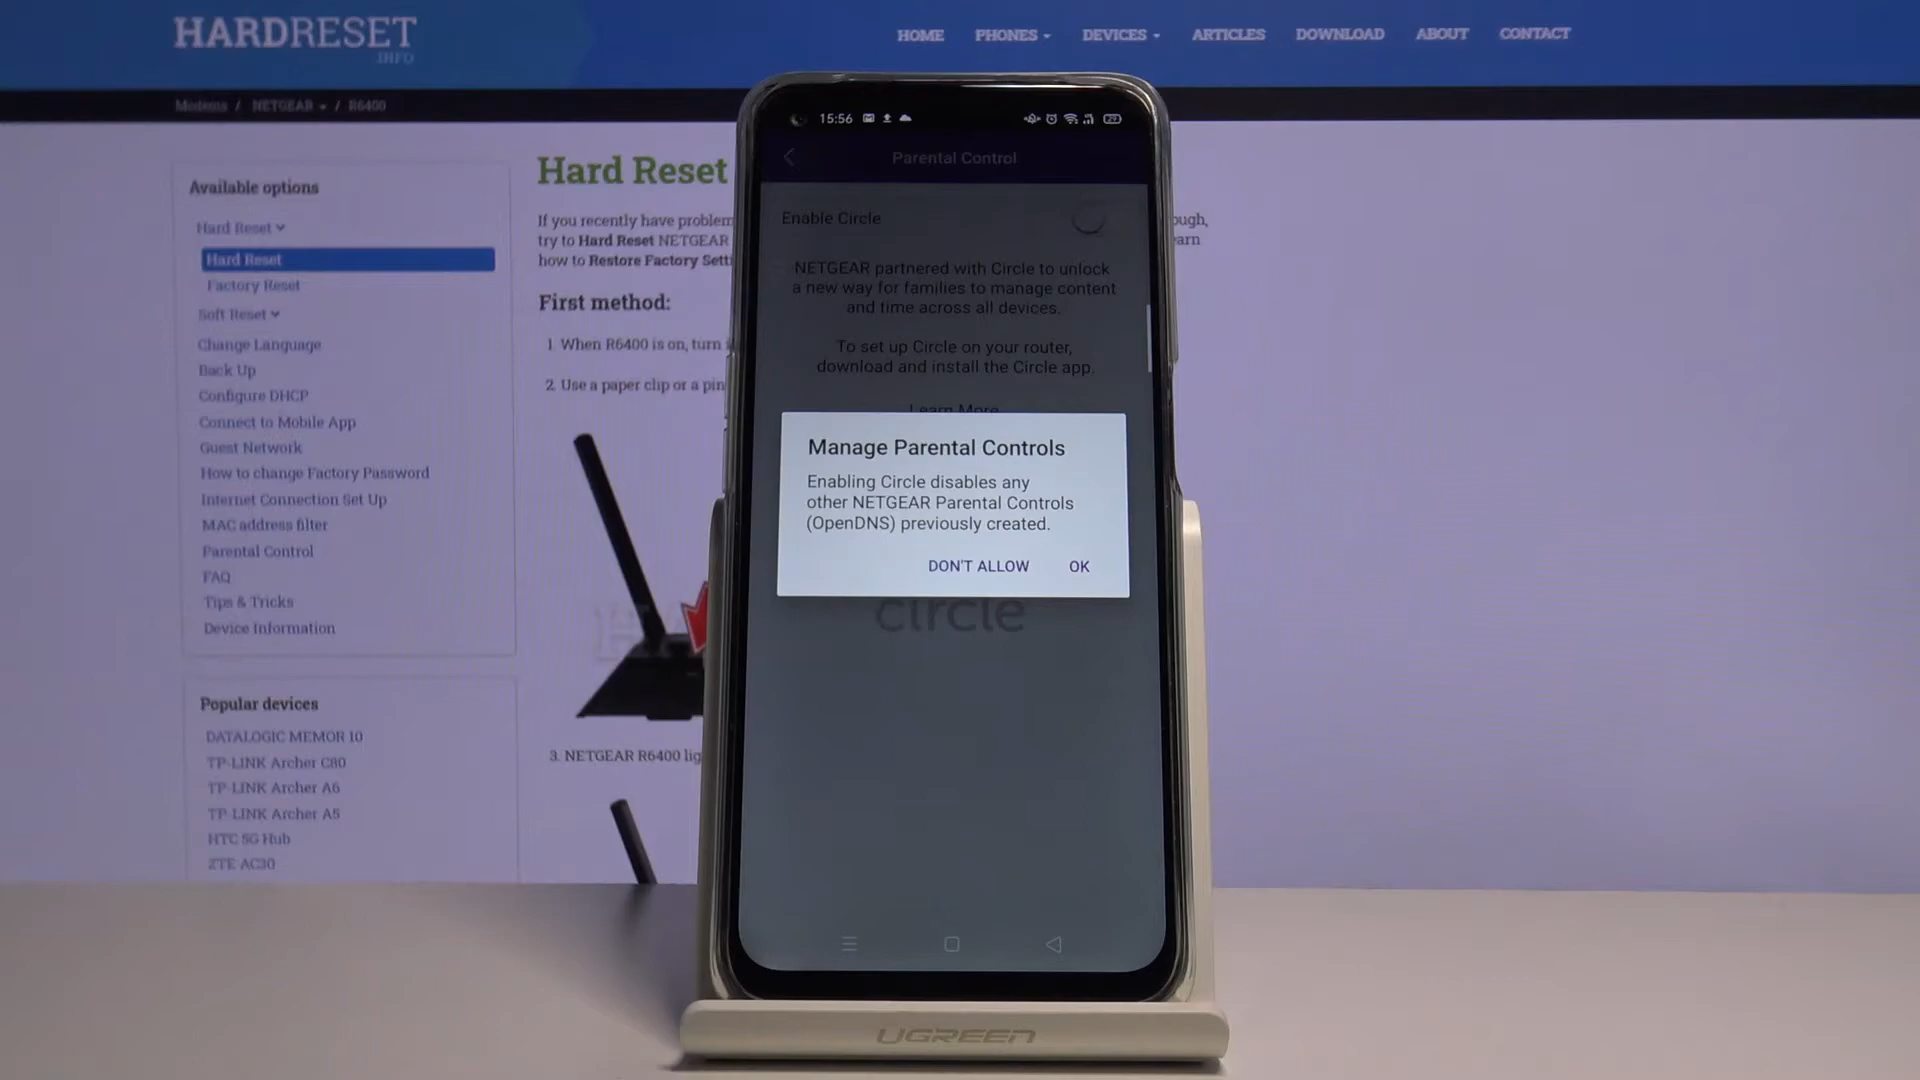 HARDRESET
.INFO
HOME PHONES DEVICES ARTICLES DOWNLOAD ABOUT CONTACT
Modems / NETGEAR / R6400
Available options
Hard Reset
Hard Reset
Factory Reset
Soft Reset
Change Language
Back Up
Configure DHCP
Connect to Mobile App
Guest Network
How to change Factory Password
Internet Connection Set Up
MAC address filter
Parental Control
FAQ
Tips & Tricks
Device Information
Popular devices
DATALOGIC MEMOR 10
TP-LINK Archer C80
TP-LINK Archer A6
TP-LINK Archer A5
HTC 5G Hub
ZTE AC30
Hard Reset
If you recently have problem
try to Hard Reset NETGEAR
how to Restore Factory Sett
First method:
1. When R6400 is on, turn
2. Use a paper clip or a pin
3. NETGEAR R6400 lig
15:56
29
Parental Control
Enable Circle
NETGEAR partnered with Circle to unlock
a new way for families to manage content
and time across all devices.
To set up Circle on your router,
download and install the Circle app.
Learn More
Manage Parental Controls
Enabling Circle disables any
other NETGEAR Parental Controls
(OpenDNS) previously created.
DON'T ALLOW OK
circle
UGREEN